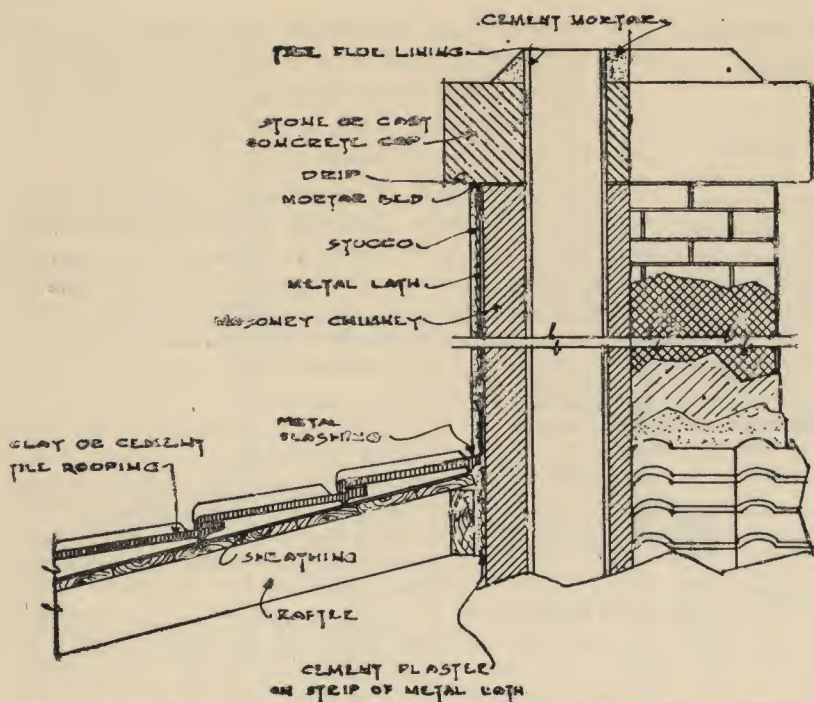 CEMENT MORTAR
FLUE LINING
STONE OR CAST
CONCRETE CAP
DRIP
MORTAR BED
STUCCO
METAL LATH
MASONRY CHIMNEY
METAL
FLASHING
CLAY OR CEMENT
TILE ROOFING
SHEATHING
RAFTER
CEMENT PLASTER
ON STRIP OF METAL LATH